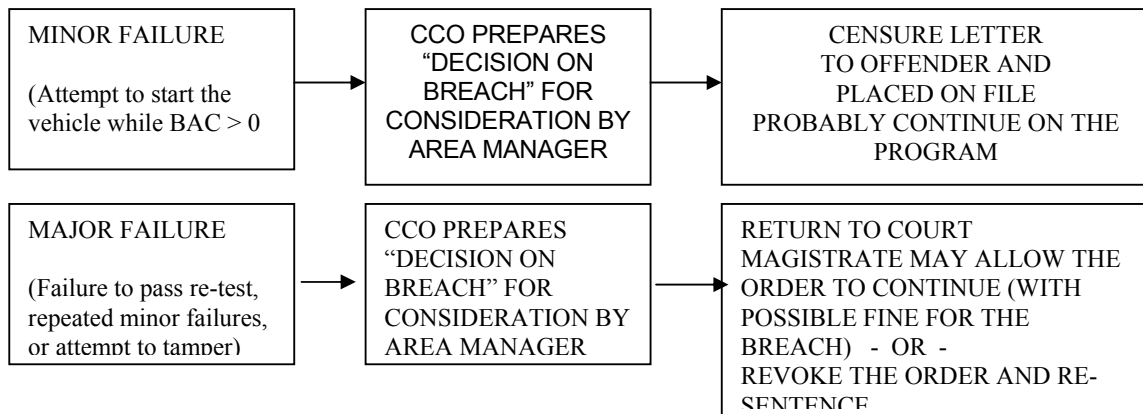 MINOR FAILURE
(Attempt to start the
vehicle while BAC > 0
CCO PREPARES
“DECISION ON
BREACH” FOR
CONSIDERATION BY
AREA MANAGER
CENSURE LETTER
TO OFFENDER AND
PLACED ON FILE
PROBABLY CONTINUE ON THE
PROGRAM
MAJOR FAILURE
(Failure to pass re-test,
repeated minor failures,
or attempt to tamper)
CCO PREPARES
“DECISION ON
BREACH” FOR
CONSIDERATION BY
AREA MANAGER
RETURN TO COURT
MAGISTRATE MAY ALLOW THE
ORDER TO CONTINUE (WITH
POSSIBLE FINE FOR THE
BREACH) - OR -
REVOKE THE ORDER AND RE-
SENTENCE